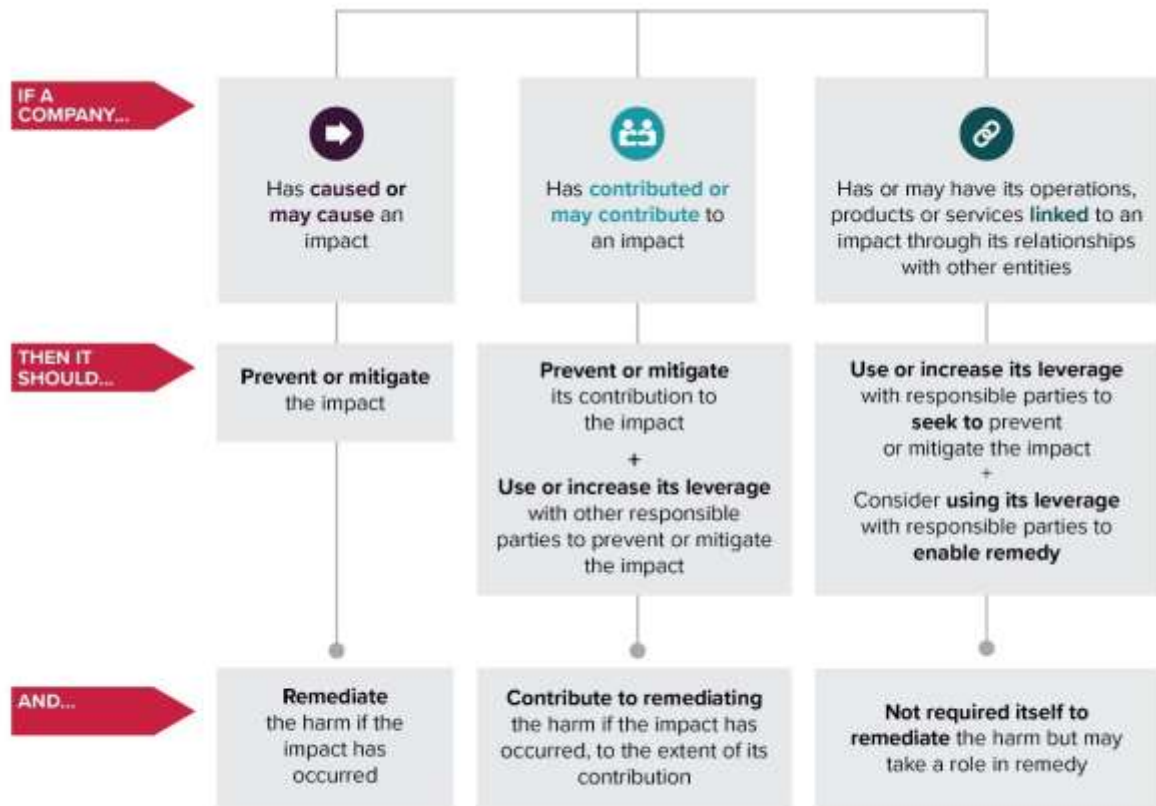 IF A
COMPANY...
Has caused or
may cause an
impact
Has contributed or
may contribute to
an impact
Has or may have its operations,
products or services linked to an
impact through its relationships
with other entities
THEN IT
SHOULD...
Prevent or mitigate
the impact
Prevent or mitigate
its contribution to
the impact
+
Use or increase its leverage
with other responsible
parties to prevent or mitigate
the impact
Use or increase its leverage
with responsible parties to
seek to prevent
or mitigate the impact
+
Consider using its leverage
with responsible parties to
enable remedy
AND...
Remediate
the harm if the
impact has
occurred
Contribute to remediating
the harm if the impact has
occurred, to the extent of its
contribution
Not required itself to
remediate the harm but may
take a role in remedy